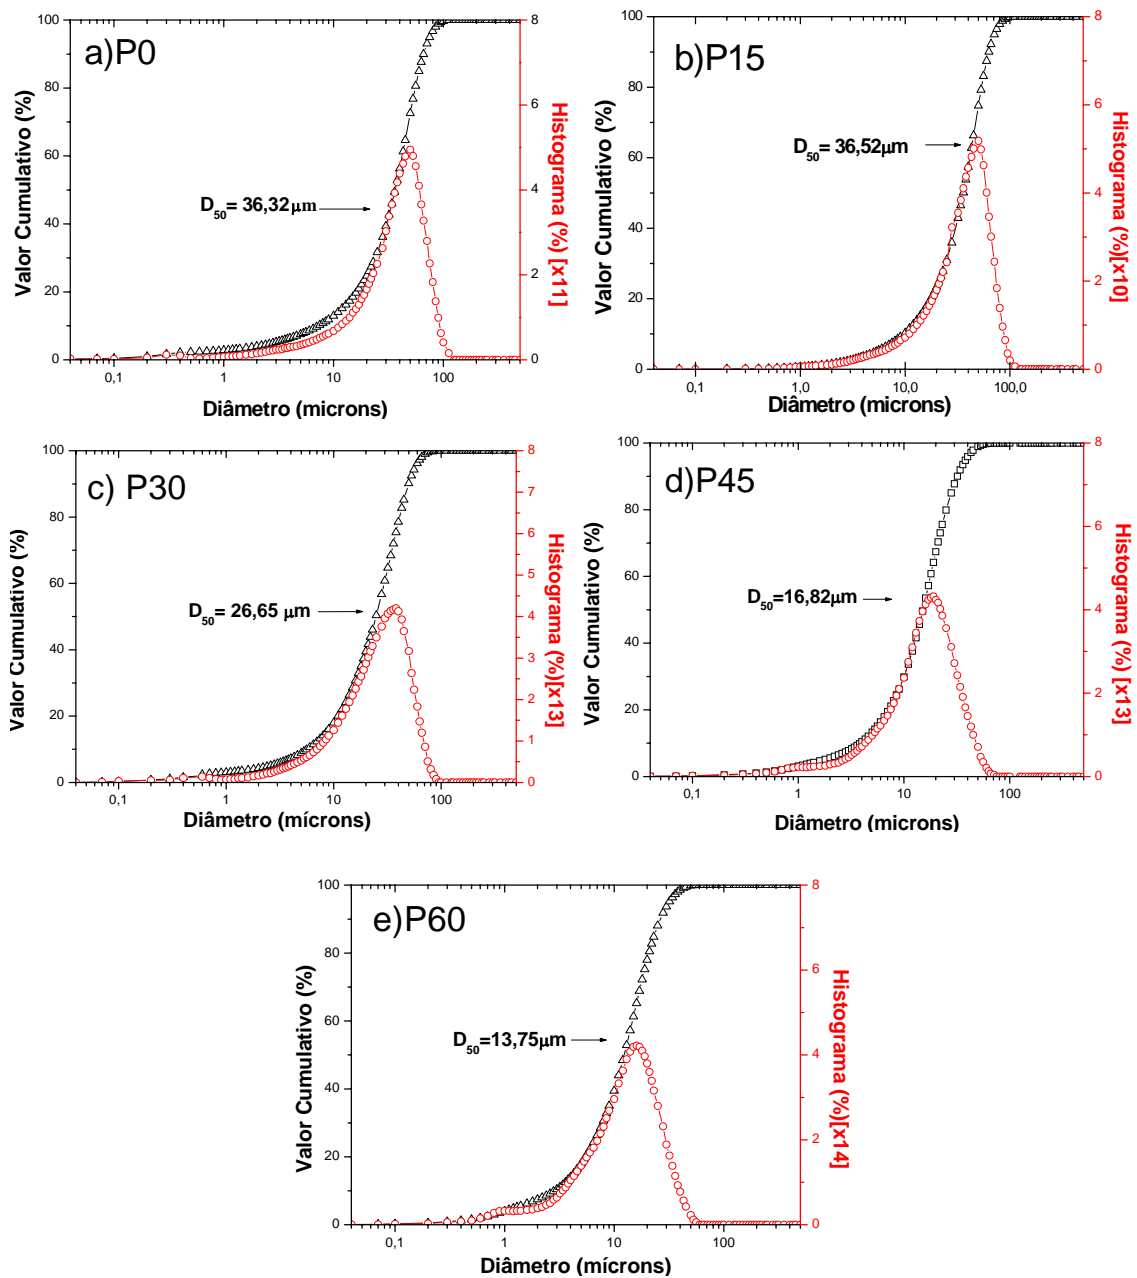 a)P0
Valor Cumulativo (%)
100
80
60
40
20
0
D50= 36,32μm
8
6
4
2
0
Histograma (%) [x11]
0,1 1 10 100
Diâmetro (microns)
b)P15
Valor Cumulativo (%)
100
80
60
40
20
0
D50= 36,52μm
8
6
4
2
0
Histograma (%)[x10]
0,1 1,0 10,0 100,0
Diâmetro (microns)
c) P30
Valor Cumulativo (%)
100
80
60
40
20
0
D50= 26,65 μm
8
7
6
5
4
3
2
1
0
Histograma (%)[x13]
0,1 1 10 100
Diâmetro (mícrons)
d)P45
Valor Cumulativo (%)
100
80
60
40
20
0
D50=16,82μm
8
6
4
2
0
Histograma (%) [x13]
0,1 1 10 100
Diâmetro (microns)
e)P60
Valor Cumulativo (%)
100
80
60
40
20
0
D50=13,75μm
8
6
4
2
0
Histograma (%)[x14]
0,1 1 10 100
Diâmetro (mícrons)